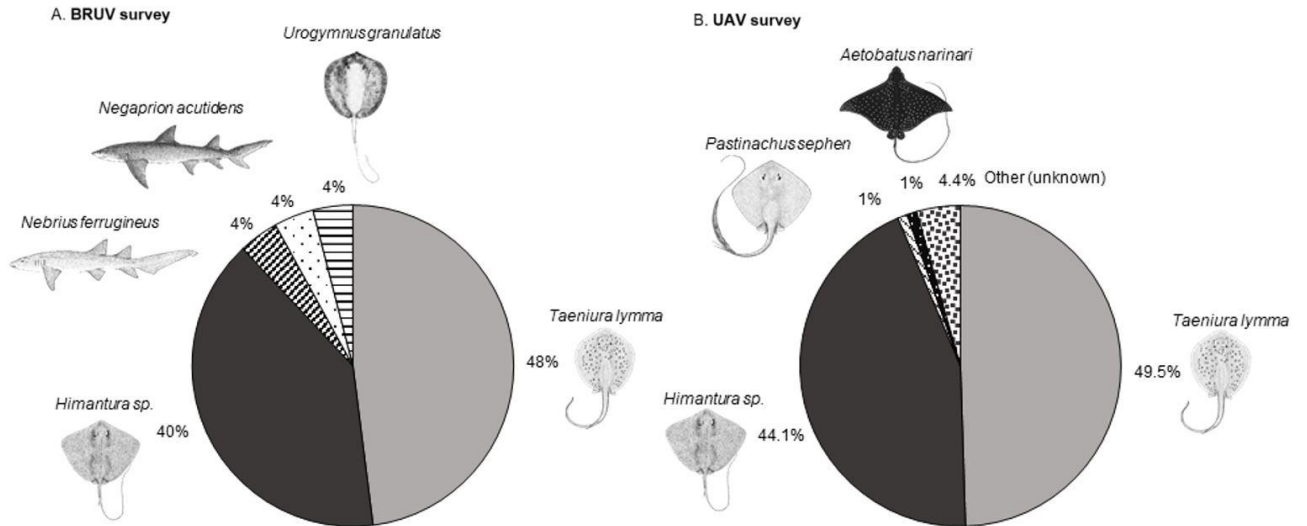 A. BRUV survey
Urogymnus granulatus
Negaprion acutidens
Nebrius ferrugineus
4%
4%
4%
Taeniura lymma
48%
Himantura sp.
40%
B. UAV survey
Aetobatus narinari
Pastinachus sephen
1%
1%
4.4% Other (unknown)
Taeniura lymma
49.5%
Himantura sp.
44.1%